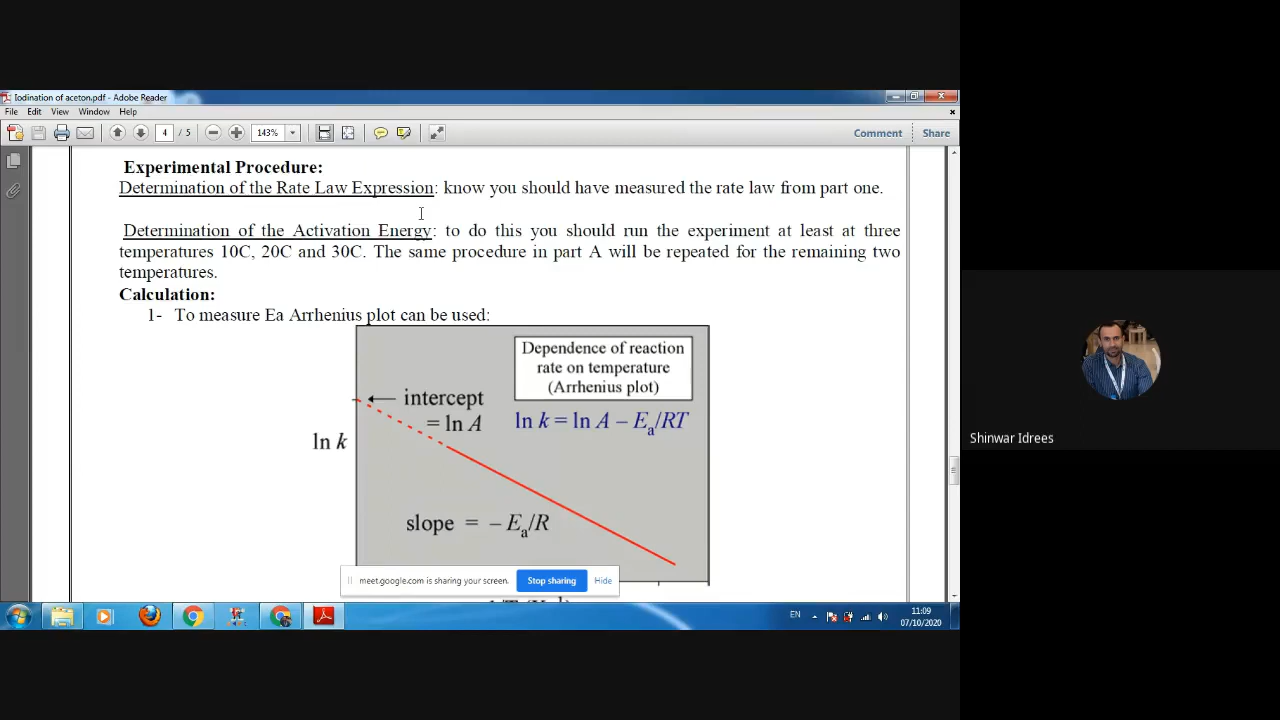 Iodination of aceton.pdf - Adobe Reader
File Edit View Window Help
4 / 5 143% Comment Share
Experimental Procedure:
Determination of the Rate Law Expression: know you should have measured the rate law from part one.
Determination of the Activation Energy: to do this you should run the experiment at least at three
temperatures 10C, 20C and 30C. The same procedure in part A will be repeated for the remaining two
temperatures.
Calculation:
1- To measure Ea Arrhenius plot can be used:
Dependence of reaction
rate on temperature
(Arrhenius plot)
intercept
= ln A
ln k = ln A – Ea/RT
ln k
slope = – Ea/R
meet.google.com is sharing your screen. Stop sharing Hide
Shinwar Idrees
EN 11:09
07/10/2020